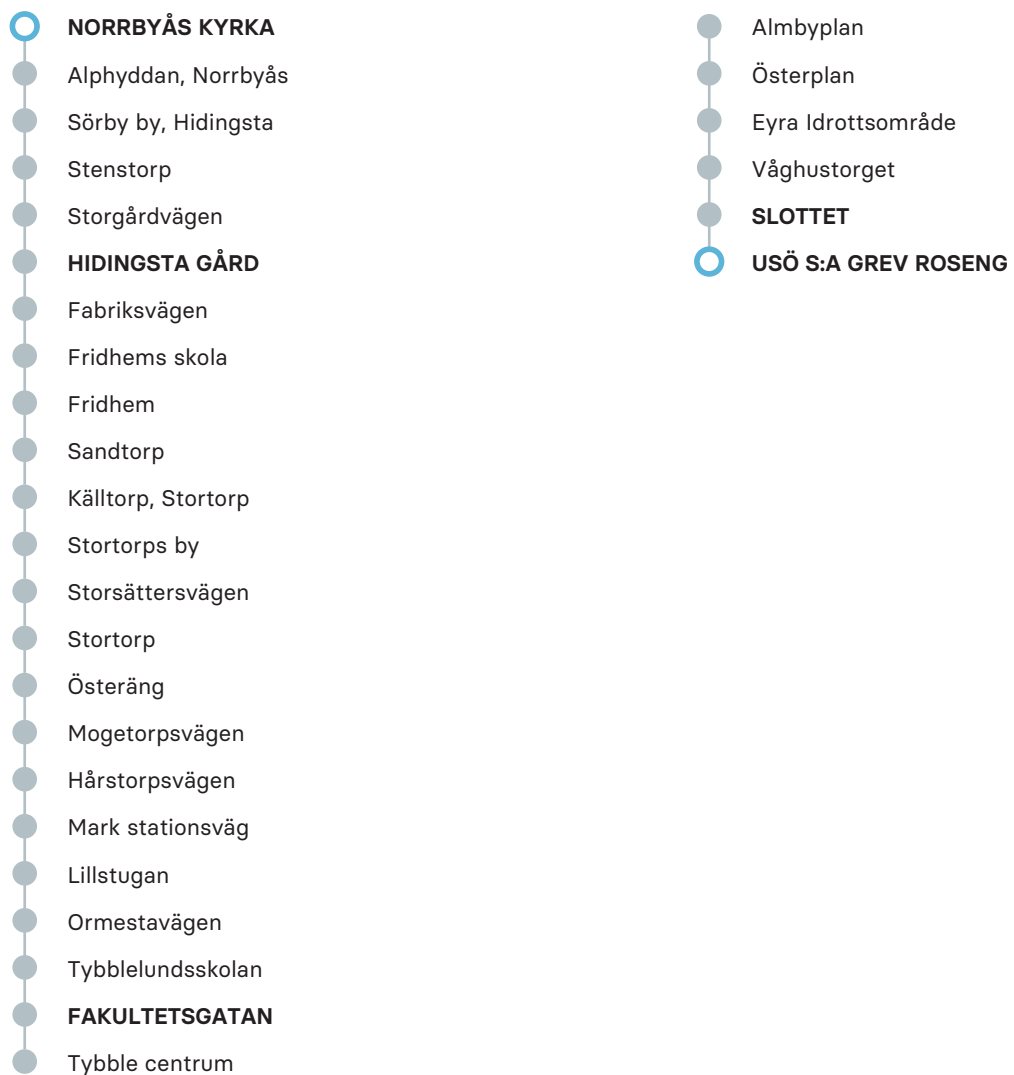 NORRBYÅS KYRKA
Alphyddan, Norrbyås
Sörby by, Hidingsta
Stenstorp
Storgårdvägen
HIDINGSTA GÅRD
Fabriksvägen
Fridhems skola
Fridhem
Sandtorp
Källtorp, Stortorp
Stortorps by
Storsättersvägen
Stortorp
Österäng
Mogetorpsvägen
Hårstorpsvägen
Mark stationsväg
Lillstugan
Ormestavägen
Tybblelundsskolan
FAKULTETSGATAN
Tybble centrum
Almbyplan
Österplan
Eyra Idrottsområde
Våghustorget
SLOTTET
USÖ S:A GREV ROSENG